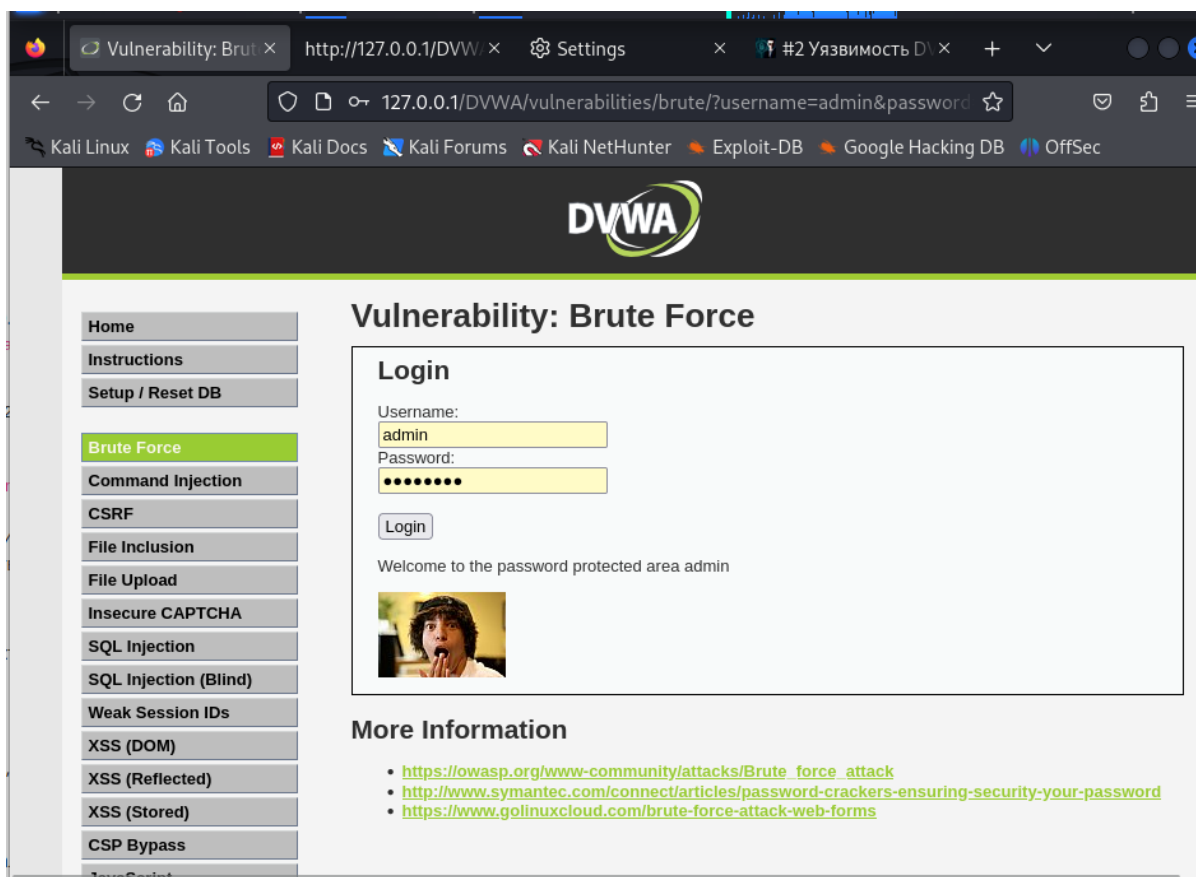 Vulnerability: Brut
http://127.0.0.1/DVW
Settings
#2 Уязвимость D
127.0.0.1/DVWA/vulnerabilities/brute/?username=admin&password
Kali Linux Kali Tools Kali Docs Kali Forums Kali NetHunter Exploit-DB Google Hacking DB OffSec
DVWA
Home
Instructions
Setup / Reset DB
Brute Force
Command Injection
CSRF
File Inclusion
File Upload
Insecure CAPTCHA
SQL Injection
SQL Injection (Blind)
Weak Session IDs
XSS (DOM)
XSS (Reflected)
XSS (Stored)
CSP Bypass
JavaScript
Vulnerability: Brute Force
Login
Username:
admin
Password:
••••••••
Login
Welcome to the password protected area admin
More Information
• https://owasp.org/www-community/attacks/Brute_force_attack
• http://www.symantec.com/connect/articles/password-crackers-ensuring-security-your-password
• https://www.golinuxcloud.com/brute-force-attack-web-forms